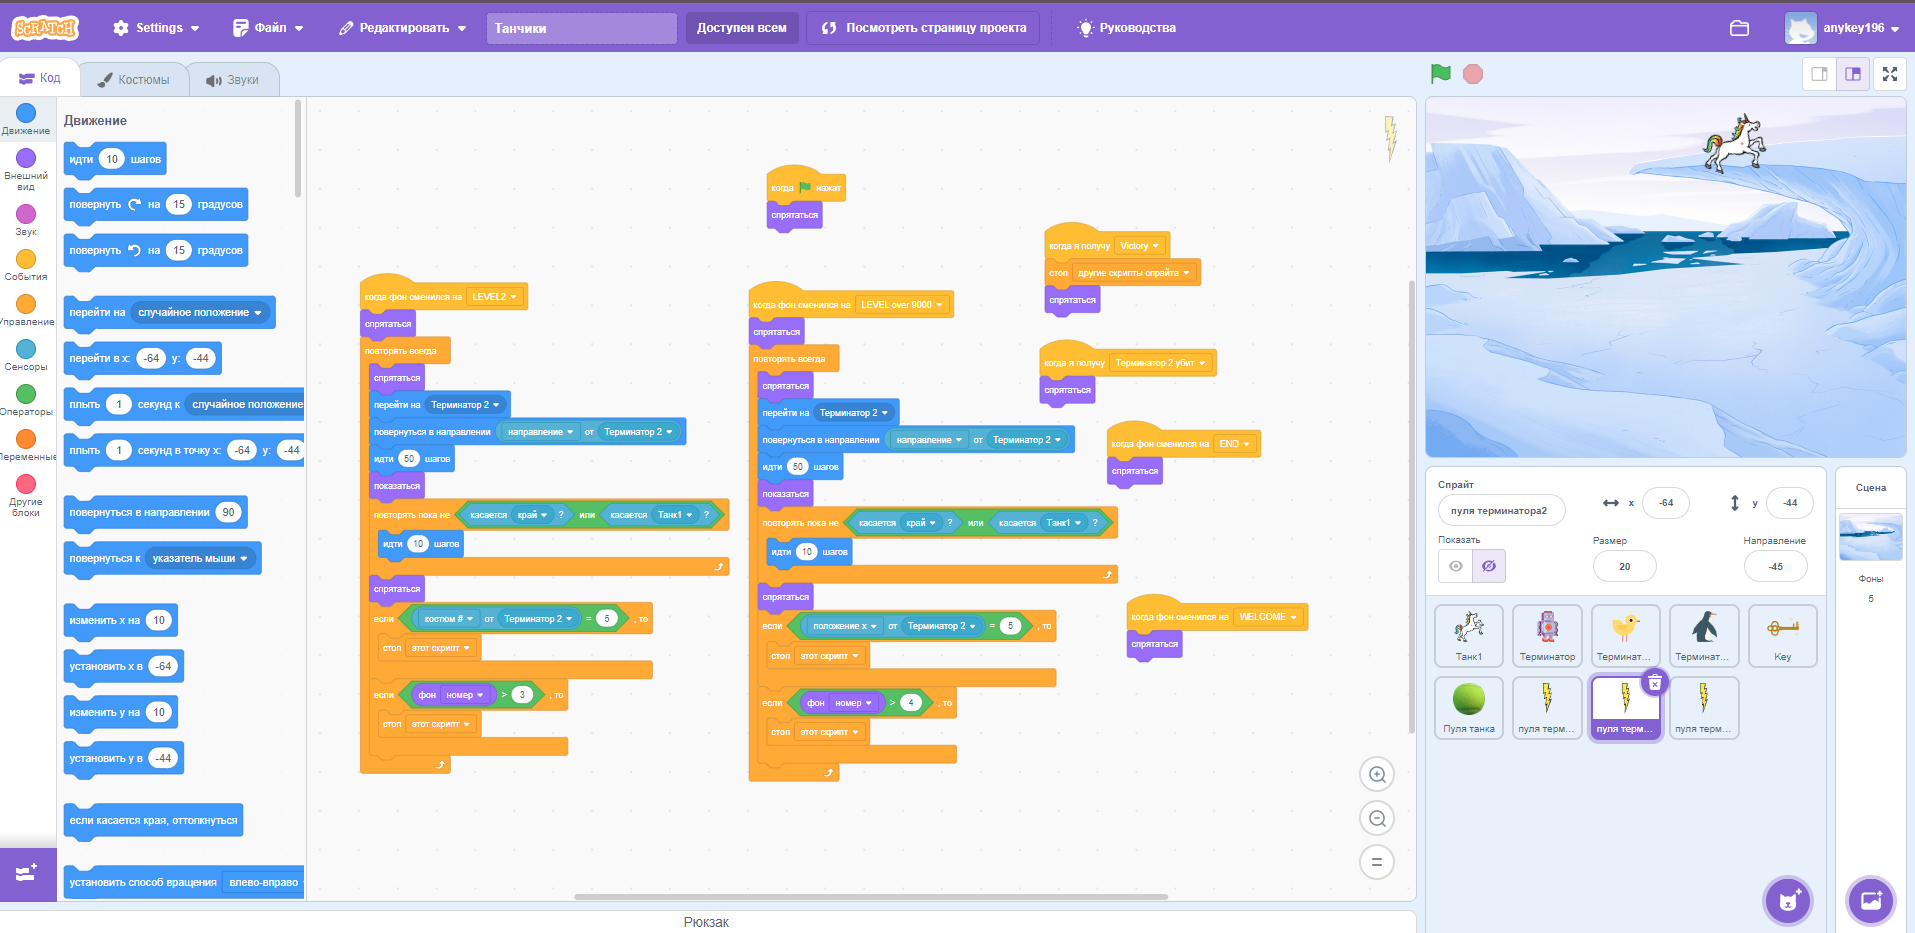 SCRATCH
Settings
Файл
Редактировать
Танчики
Доступен всем
Посмотреть страницу проекта
Руководства
anykey196
Код
Костюмы
Звуки
Движение
Внешний вид
Звук
События
Управление
Сенсоры
Операторы
Переменные
Другие блоки
Движение
идти 10 шагов
повернуть на 15 градусов
повернуть на 15 градусов
перейти на случайное положение
перейти в x: -64 y: -44
плыть 1 секунд к случайное положение
плыть 1 секунд в точку x: -64 y: -44
повернуться в направлении 90
повернуться к указатель мыши
изменить x на 10
установить x в -64
изменить y на 10
установить y в -44
если касается края, оттолкнуться
установить способ вращения влево-вправо
когда фон сменился на LEVEL2
спрятаться
повторять всегда
спрятаться
перейти на Терминатор 2
повернуться в направлении направление от Терминатор 2
идти 50 шагов
показаться
повторять пока не касается край ? или касается Танк1 ?
идти 10 шагов
спрятаться
если костюм # от Терминатор 2 = 5 , то
стоп этот скрипт
если фон номер > 3 , то
стоп этот скрипт
когда нажат
спрятаться
когда фон сменился на LEVEL over 9000
спрятаться
повторять всегда
спрятаться
перейти на Терминатор 2
повернуться в направлении направление от Терминатор 2
идти 50 шагов
показаться
повторять пока не касается край ? или касается Танк1 ?
идти 10 шагов
спрятаться
если положение x от Терминатор 2 = 5 , то
стоп этот скрипт
если фон номер > 4 , то
стоп этот скрипт
когда я получу Victory
стоп другие скрипты спрайта
спрятаться
когда я получу Терминатор 2 убит
спрятаться
когда фон сменился на END
спрятаться
когда фон сменился на WELCOME
спрятаться
Рюкзак
Спрайт
пуля терминатора2
x -64
y -44
Показать
Размер
20
Направление
-45
Танк1
Терминатор
Терминат...
Терминат...
Key
Пуля танка
пуля терм...
пуля терм...
пуля терм...
Сцена
Фоны
5